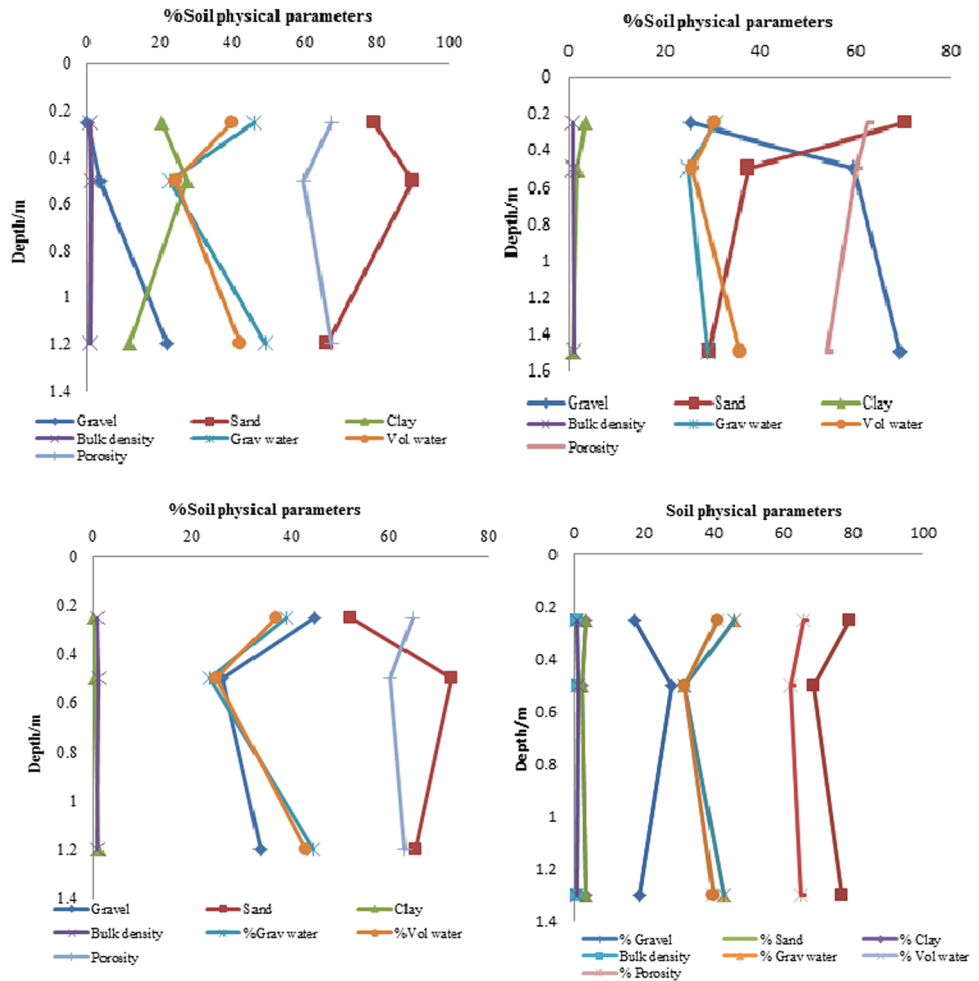 %Soil physical parameters
0 20 40 60 80 100
0
0.2
0.4
0.6
0.8
1
1.2
1.4
Depth/m
Gravel Sand Clay
Bulk density Grav water Vol water
Porosity
%Soil physical parameters
0 20 40 60 80
0
0.2
0.4
0.6
0.8
1
1.2
1.4
1.6
Depth/m
Gravel Sand Clay
Bulk density Grav water Vol water
Porosity
%Soil physical parameters
0 20 40 60 80
0
0.2
0.4
0.6
0.8
1
1.2
1.4
Depth/m
Gravel Sand Clay
Bulk density %Grav water %Vol water
Porosity
Soil physical parameters
0 20 40 60 80 100
0
0.2
0.4
0.6
0.8
1
1.2
1.4
Depth/m
% Gravel % Sand % Clay
Bulk density % Grav water % Vol water
% Porosity